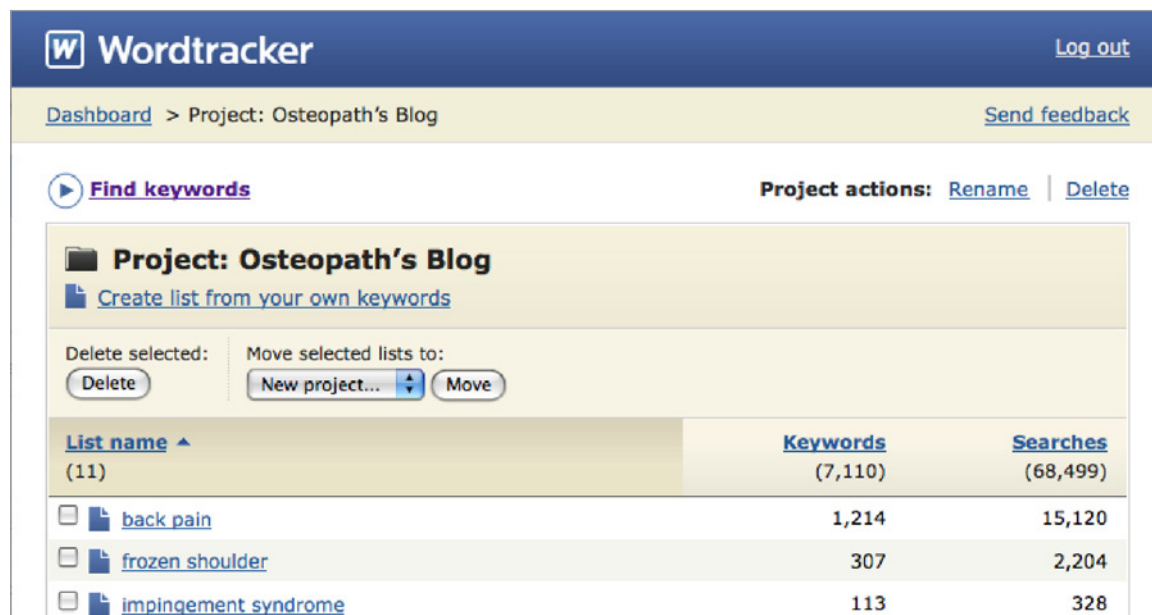 W Wordtracker
Log out
Dashboard > Project: Osteopath's Blog
Send feedback
Find keywords
Project actions: Rename | Delete
Project: Osteopath's Blog
Create list from your own keywords
Delete selected: Move selected lists to:
Delete New project... Move
List name Keywords Searches
(11) (7,110) (68,499)
back pain 1,214 15,120
frozen shoulder 307 2,204
impingement syndrome 113 328